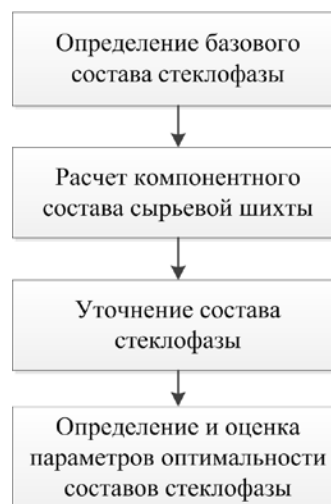 Определение базового
состава стеклофазы
Расчет компонентного
состава сырьевой шихты
Уточнение состава
стеклофазы
Определение и оценка
параметров оптимальности
составов стеклофазы